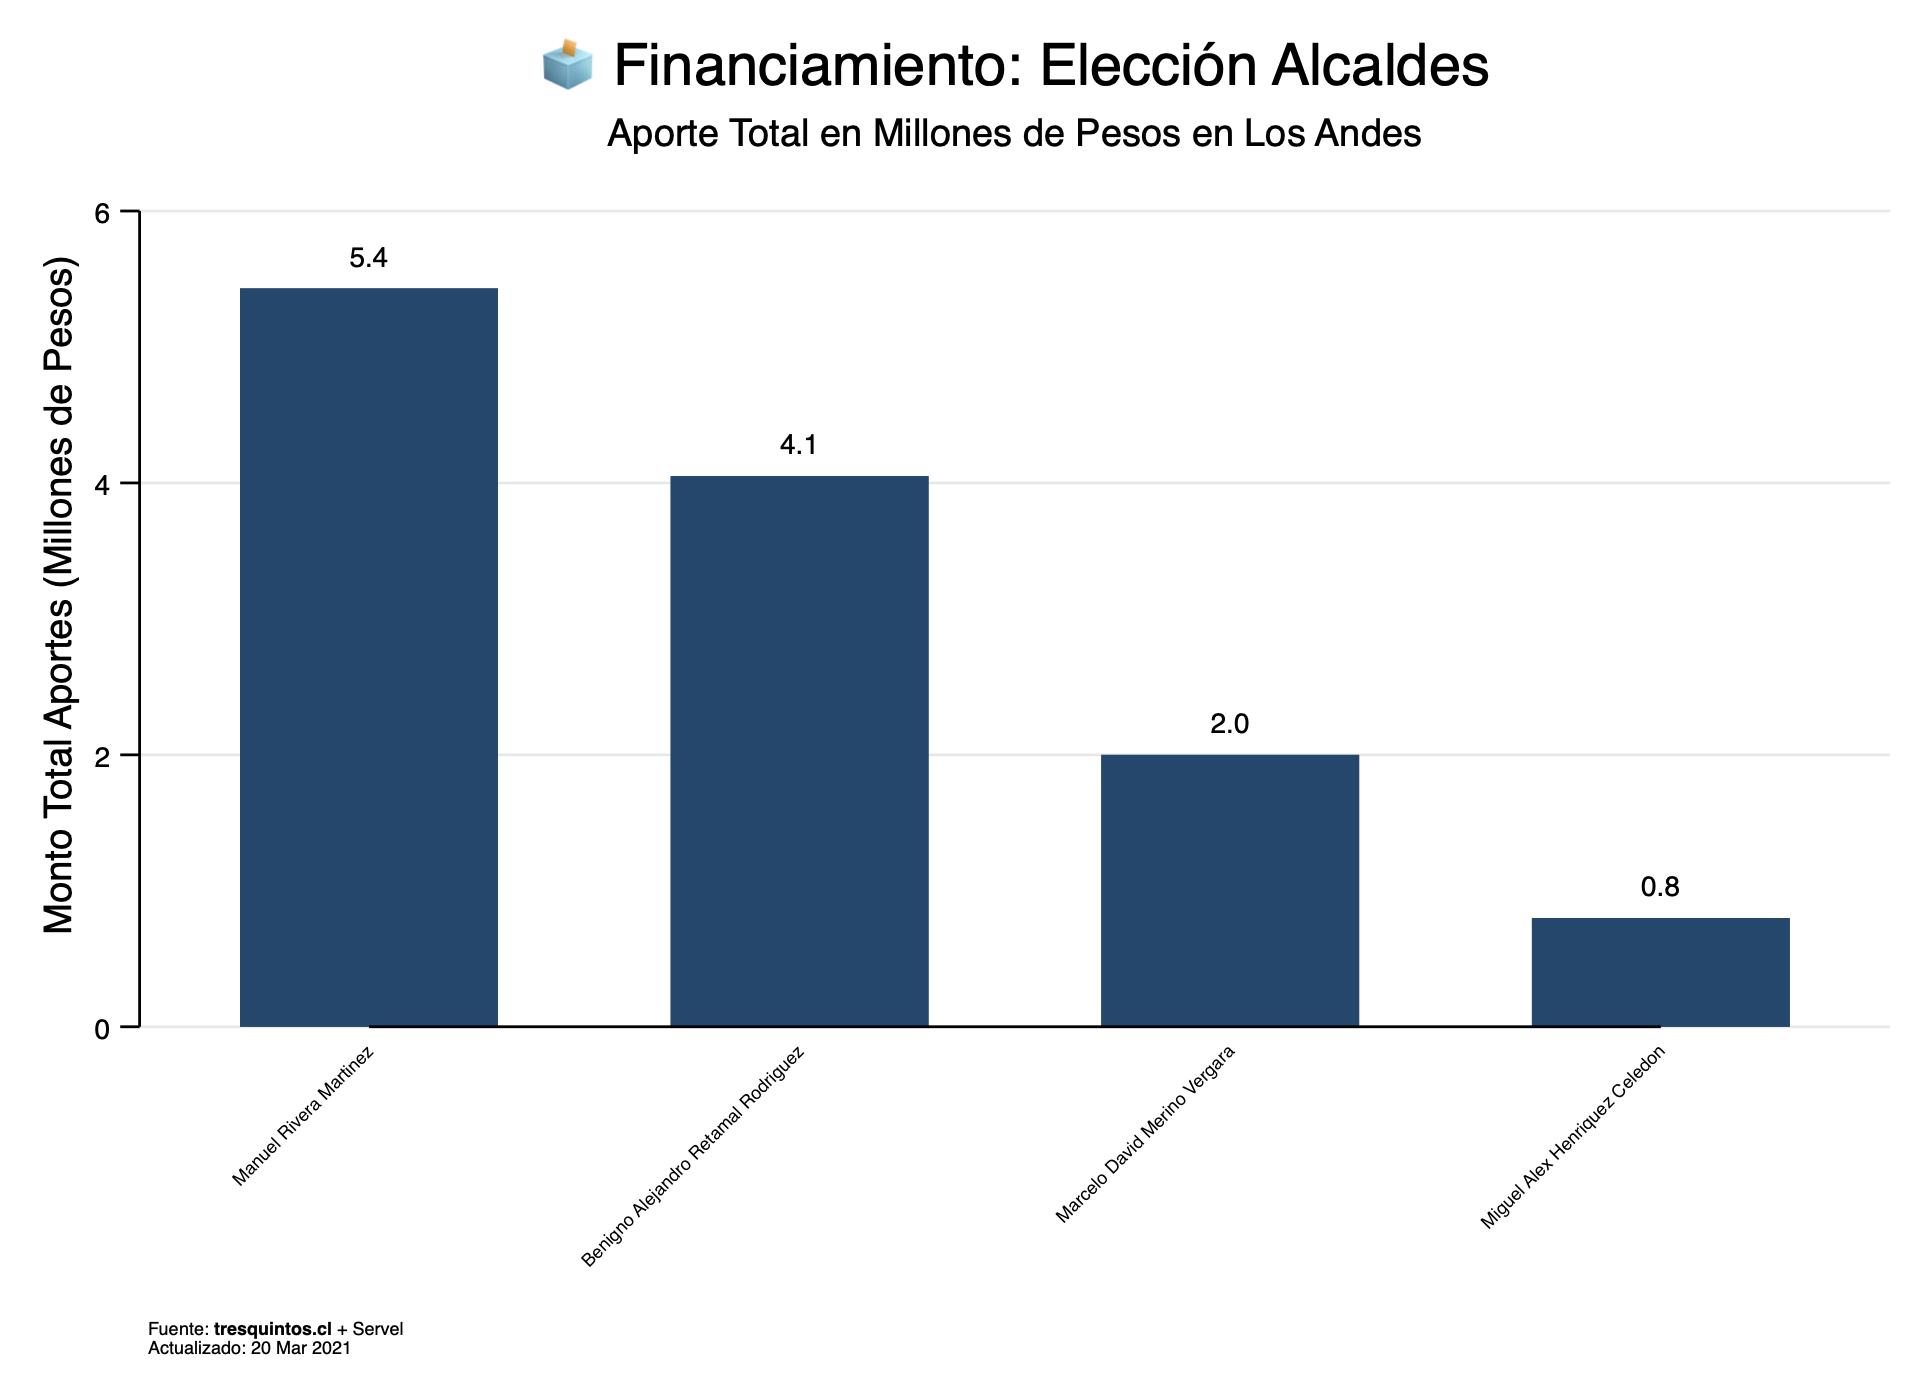 Financiamiento: Elección Alcaldes
Aporte Total en Millones de Pesos en Los Andes
Monto Total Aportes (Millones de Pesos)
6
4
2
0
5.4
4.1
2.0
0.8
Manuel Rivera Martinez
Benigno Alejandro Retamal Rodriguez
Marcelo David Merino Vergara
Miguel Alex Henriquez Celedon
Fuente: tresquintos.cl + Servel
Actualizado: 20 Mar 2021